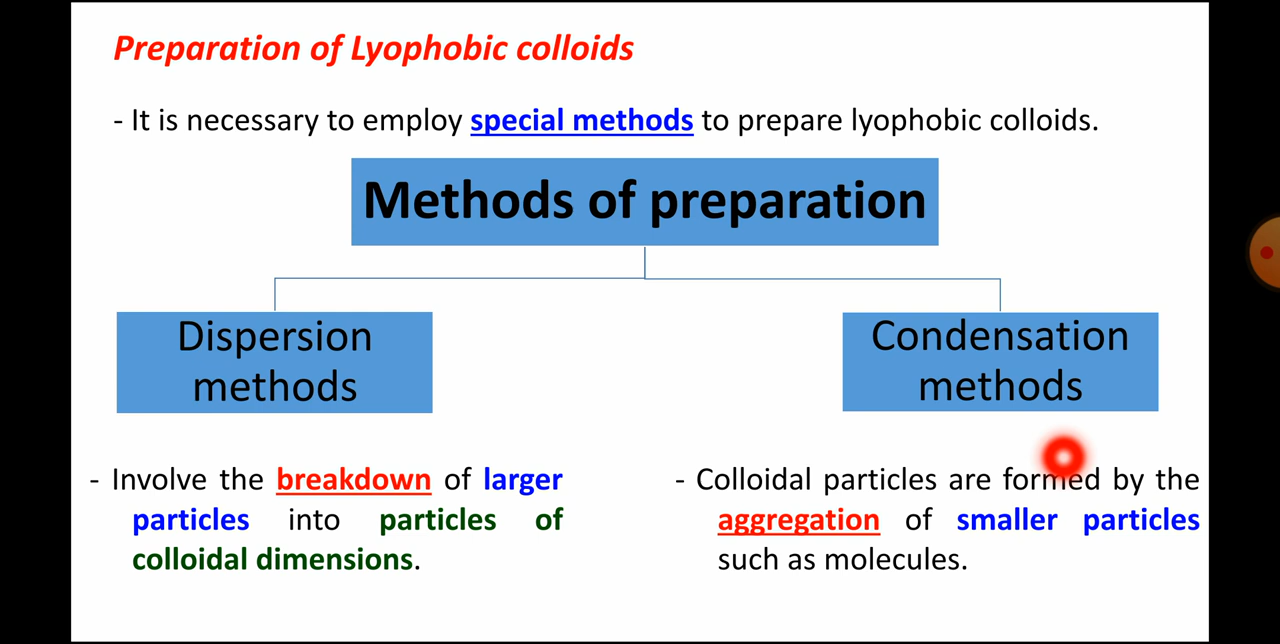 Preparation of Lyophobic colloids
- It is necessary to employ special methods to prepare lyophobic colloids.
Methods of preparation
Dispersion
methods
Condensation
methods
- Involve the breakdown of larger
particles into particles of
colloidal dimensions.
- Colloidal particles are formed by the
aggregation of smaller particles
such as molecules.